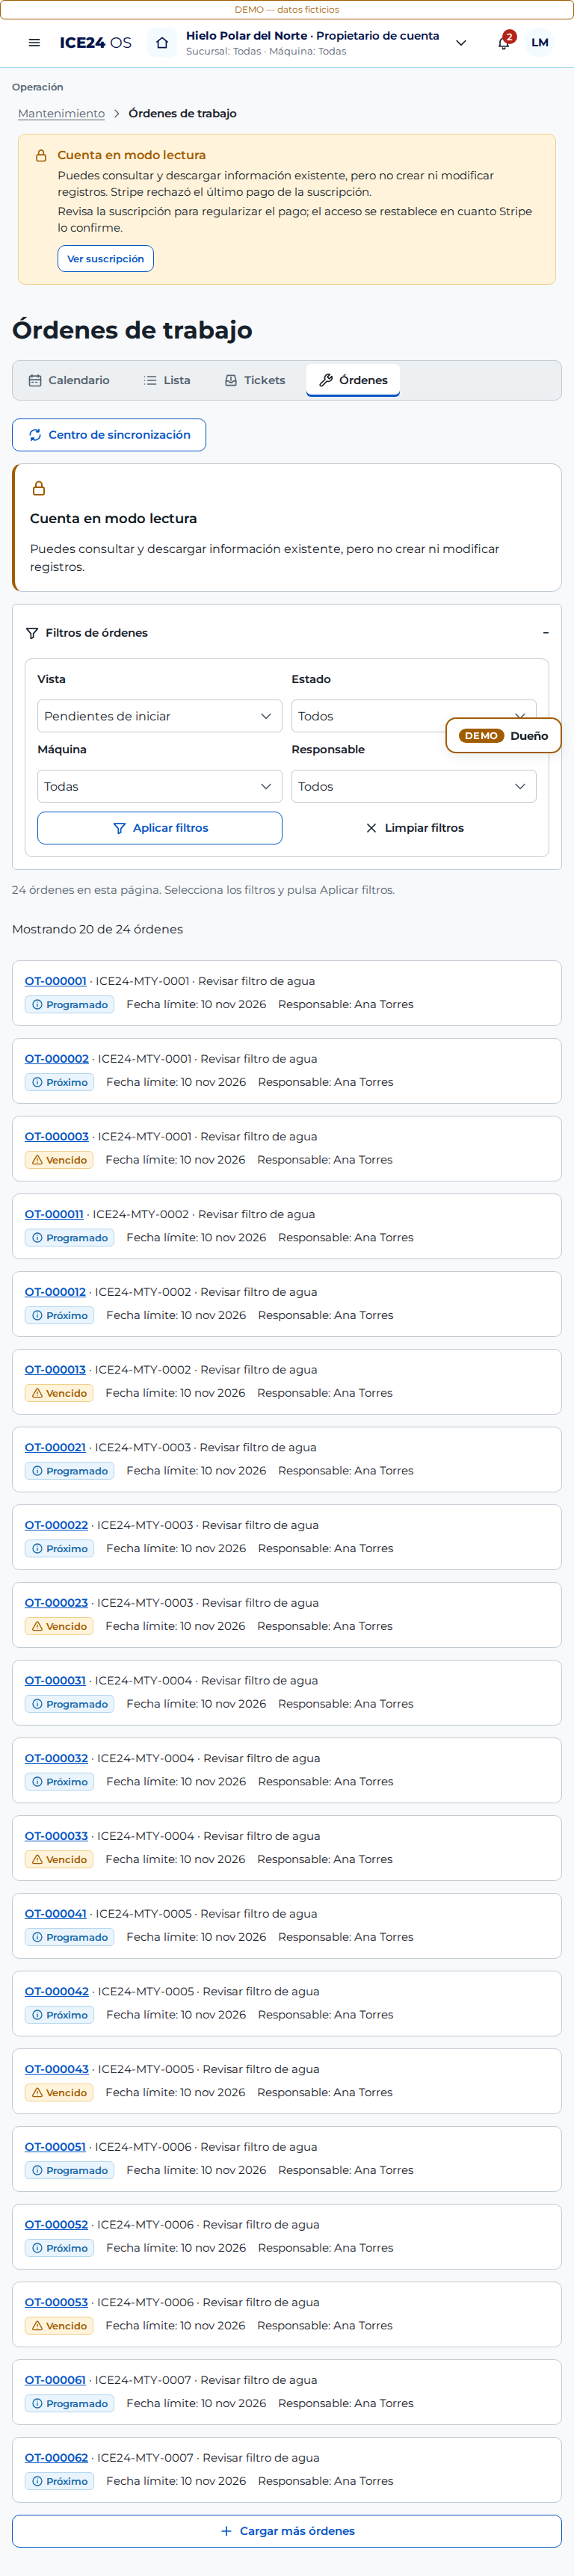 DEMO — datos ficticios
ICE24 OS
Hielo Polar del Norte · Propietario de cuenta
Sucursal: Todas · Máquina: Todas
2
LM
Operación
Mantenimiento > Órdenes de trabajo
Cuenta en modo lectura
Puedes consultar y descargar información existente, pero no crear ni modificar
registros. Stripe rechazó el último pago de la suscripción.
Revisa la suscripción para regularizar el pago; el acceso se restablece en cuanto Stripe
lo confirme.
Ver suscripción
Órdenes de trabajo
Calendario
Lista
Tickets
Órdenes
Centro de sincronización
Cuenta en modo lectura
Puedes consultar y descargar información existente, pero no crear ni modificar
registros.
Filtros de órdenes
Vista
Estado
Pendientes de iniciar
Todos
DEMO Dueño
Máquina
Responsable
Todas
Todos
Aplicar filtros
Limpiar filtros
24 órdenes en esta página. Selecciona los filtros y pulsa Aplicar filtros.
Mostrando 20 de 24 órdenes
OT-000001 · ICE24-MTY-0001 · Revisar filtro de agua
Programado Fecha límite: 10 nov 2026 Responsable: Ana Torres
OT-000002 · ICE24-MTY-0001 · Revisar filtro de agua
Próximo Fecha límite: 10 nov 2026 Responsable: Ana Torres
OT-000003 · ICE24-MTY-0001 · Revisar filtro de agua
Vencido Fecha límite: 10 nov 2026 Responsable: Ana Torres
OT-000011 · ICE24-MTY-0002 · Revisar filtro de agua
Programado Fecha límite: 10 nov 2026 Responsable: Ana Torres
OT-000012 · ICE24-MTY-0002 · Revisar filtro de agua
Próximo Fecha límite: 10 nov 2026 Responsable: Ana Torres
OT-000013 · ICE24-MTY-0002 · Revisar filtro de agua
Vencido Fecha límite: 10 nov 2026 Responsable: Ana Torres
OT-000021 · ICE24-MTY-0003 · Revisar filtro de agua
Programado Fecha límite: 10 nov 2026 Responsable: Ana Torres
OT-000022 · ICE24-MTY-0003 · Revisar filtro de agua
Próximo Fecha límite: 10 nov 2026 Responsable: Ana Torres
OT-000023 · ICE24-MTY-0003 · Revisar filtro de agua
Vencido Fecha límite: 10 nov 2026 Responsable: Ana Torres
OT-000031 · ICE24-MTY-0004 · Revisar filtro de agua
Programado Fecha límite: 10 nov 2026 Responsable: Ana Torres
OT-000032 · ICE24-MTY-0004 · Revisar filtro de agua
Próximo Fecha límite: 10 nov 2026 Responsable: Ana Torres
OT-000033 · ICE24-MTY-0004 · Revisar filtro de agua
Vencido Fecha límite: 10 nov 2026 Responsable: Ana Torres
OT-000041 · ICE24-MTY-0005 · Revisar filtro de agua
Programado Fecha límite: 10 nov 2026 Responsable: Ana Torres
OT-000042 · ICE24-MTY-0005 · Revisar filtro de agua
Próximo Fecha límite: 10 nov 2026 Responsable: Ana Torres
OT-000043 · ICE24-MTY-0005 · Revisar filtro de agua
Vencido Fecha límite: 10 nov 2026 Responsable: Ana Torres
OT-000051 · ICE24-MTY-0006 · Revisar filtro de agua
Programado Fecha límite: 10 nov 2026 Responsable: Ana Torres
OT-000052 · ICE24-MTY-0006 · Revisar filtro de agua
Próximo Fecha límite: 10 nov 2026 Responsable: Ana Torres
OT-000053 · ICE24-MTY-0006 · Revisar filtro de agua
Vencido Fecha límite: 10 nov 2026 Responsable: Ana Torres
OT-000061 · ICE24-MTY-0007 · Revisar filtro de agua
Programado Fecha límite: 10 nov 2026 Responsable: Ana Torres
OT-000062 · ICE24-MTY-0007 · Revisar filtro de agua
Próximo Fecha límite: 10 nov 2026 Responsable: Ana Torres
+ Cargar más órdenes